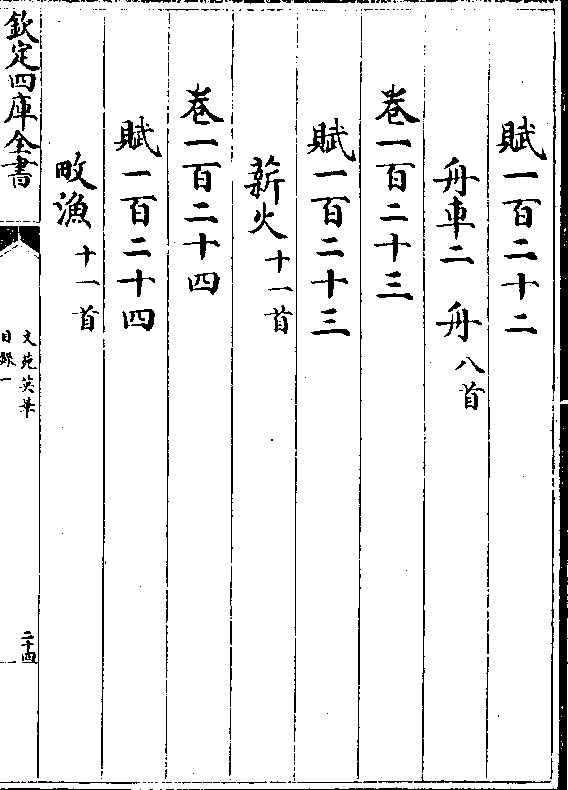 賦一百二十二
舟車二　舟八首
卷一百二十三
賦一百二十三
薪火十一首
卷一百二十四
賦一百二十四
畋漁十一首
欽定四庫全書
文苑英華
目錄一
二十四